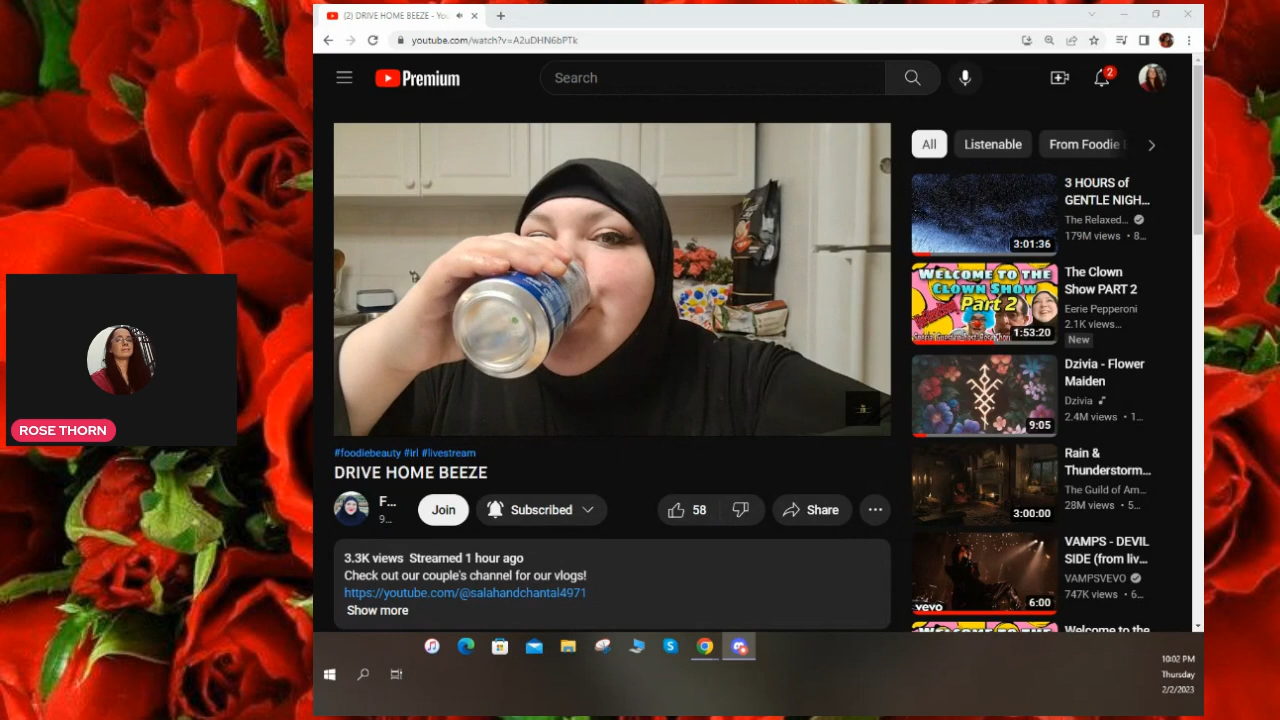 (2) DRIVE HOME BEEZE - You
youtube.com/watch?v=A2uDHN6bPTk
Premium
Search
2
All
Listenable
From Foodie
3 HOURS of
GENTLE NIGH...
The Relaxed...
179M views • 8...
3:01:36
WELCOME TO THE
CLOWN SHOW
Part 2
1:53:20
The Clown
Show PART 2
Eerie Pepperoni
2.1K views...
New
Dzivia - Flower
Maiden
Dzivia
2.4M views • 1...
9:05
Rain &
Thunderstorm...
The Guild of Am...
28M views • 5...
3:00:00
VAMPS - DEVIL
SIDE (from liv...
VAMPSVEVO
747K views • 6...
vevo
6:00
Welcome to the
ROSE THORN
#foodiebeauty #irl #livestream
DRIVE HOME BEEZE
F...
9...
Join
Subscribed
58
Share
3.3K views Streamed 1 hour ago
Check out our couple's channel for our vlogs!
https://youtube.com/@salahandchantal4971
Show more
10:02 PM
Thursday
2/2/2023